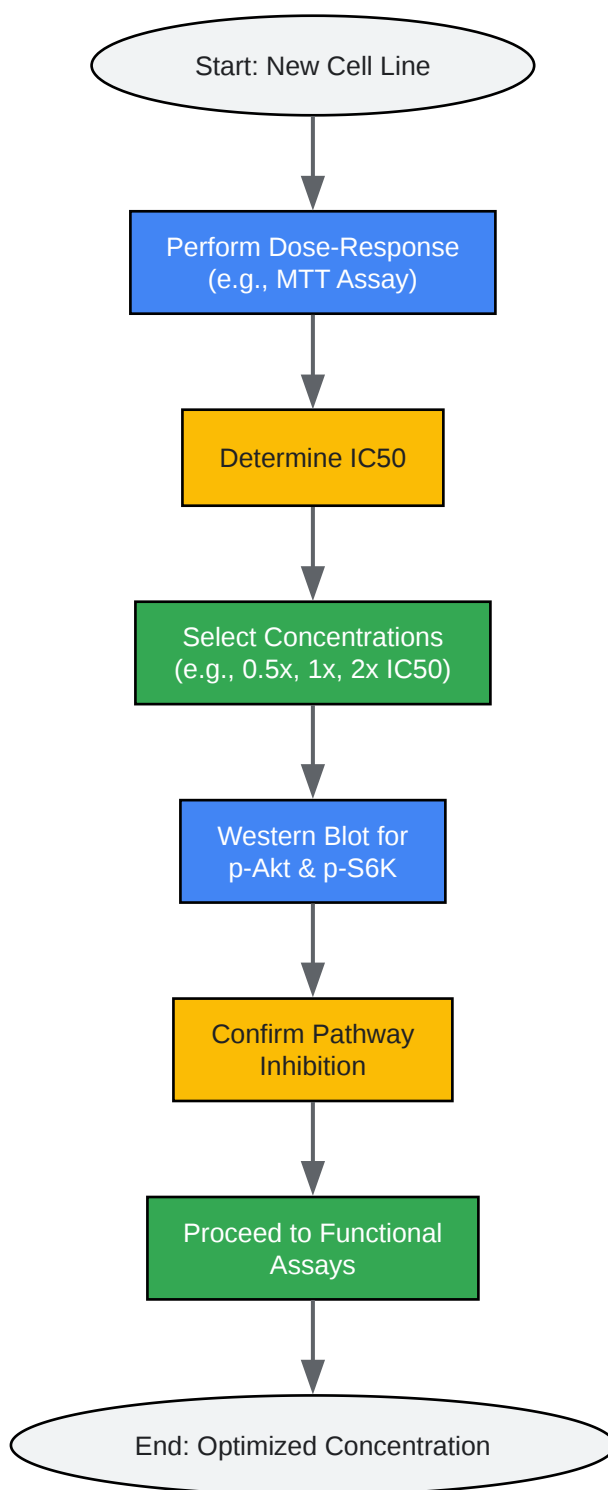 Start: New Cell Line
Perform Dose-Response
(e.g., MTT Assay)
Determine IC50
Select Concentrations
(e.g., 0.5x, 1x, 2x IC50)
Western Blot for
p-Akt & p-S6K
Confirm Pathway
Inhibition
Proceed to Functional
Assays
End: Optimized Concentration